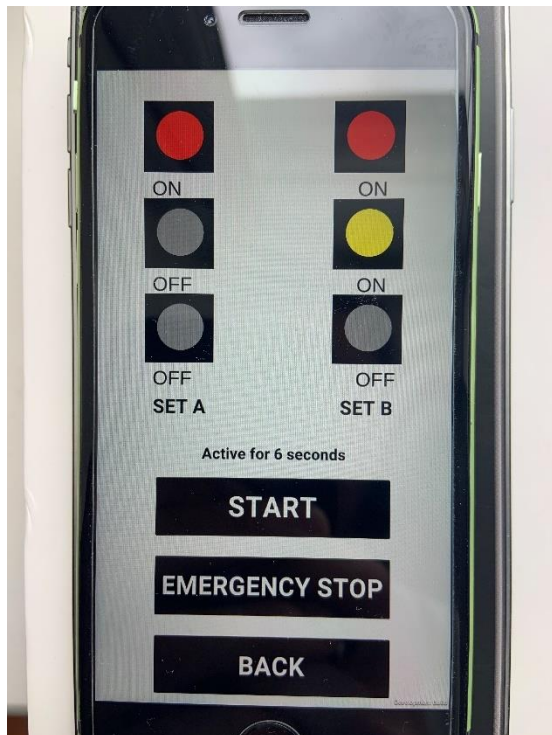 ON ON
OFF ON
OFF OFF
SET A SET B
Active for 6 seconds
START
EMERGENCY STOP
BACK